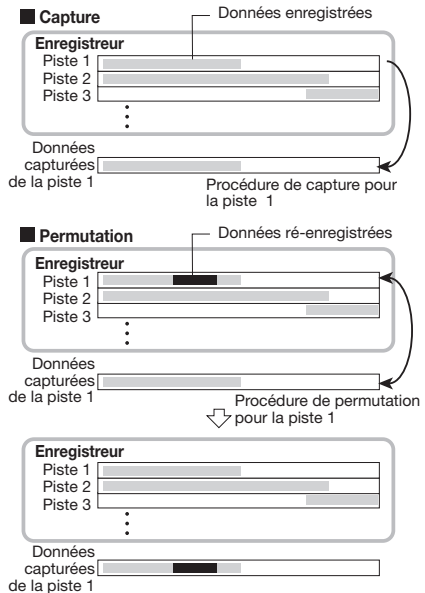 ■ Capture
Données enregistrées
Enregistreur
Piste 1
Piste 2
Piste 3
Données
capturées
de la piste 1
Procédure de capture pour
la piste 1
■ Permutation
Données ré-enregistrées
Enregistreur
Piste 1
Piste 2
Piste 3
Données
capturées
de la piste 1
Procédure de permutation
pour la piste 1
Enregistreur
Piste 1
Piste 2
Piste 3
Données
capturées
de la piste 1